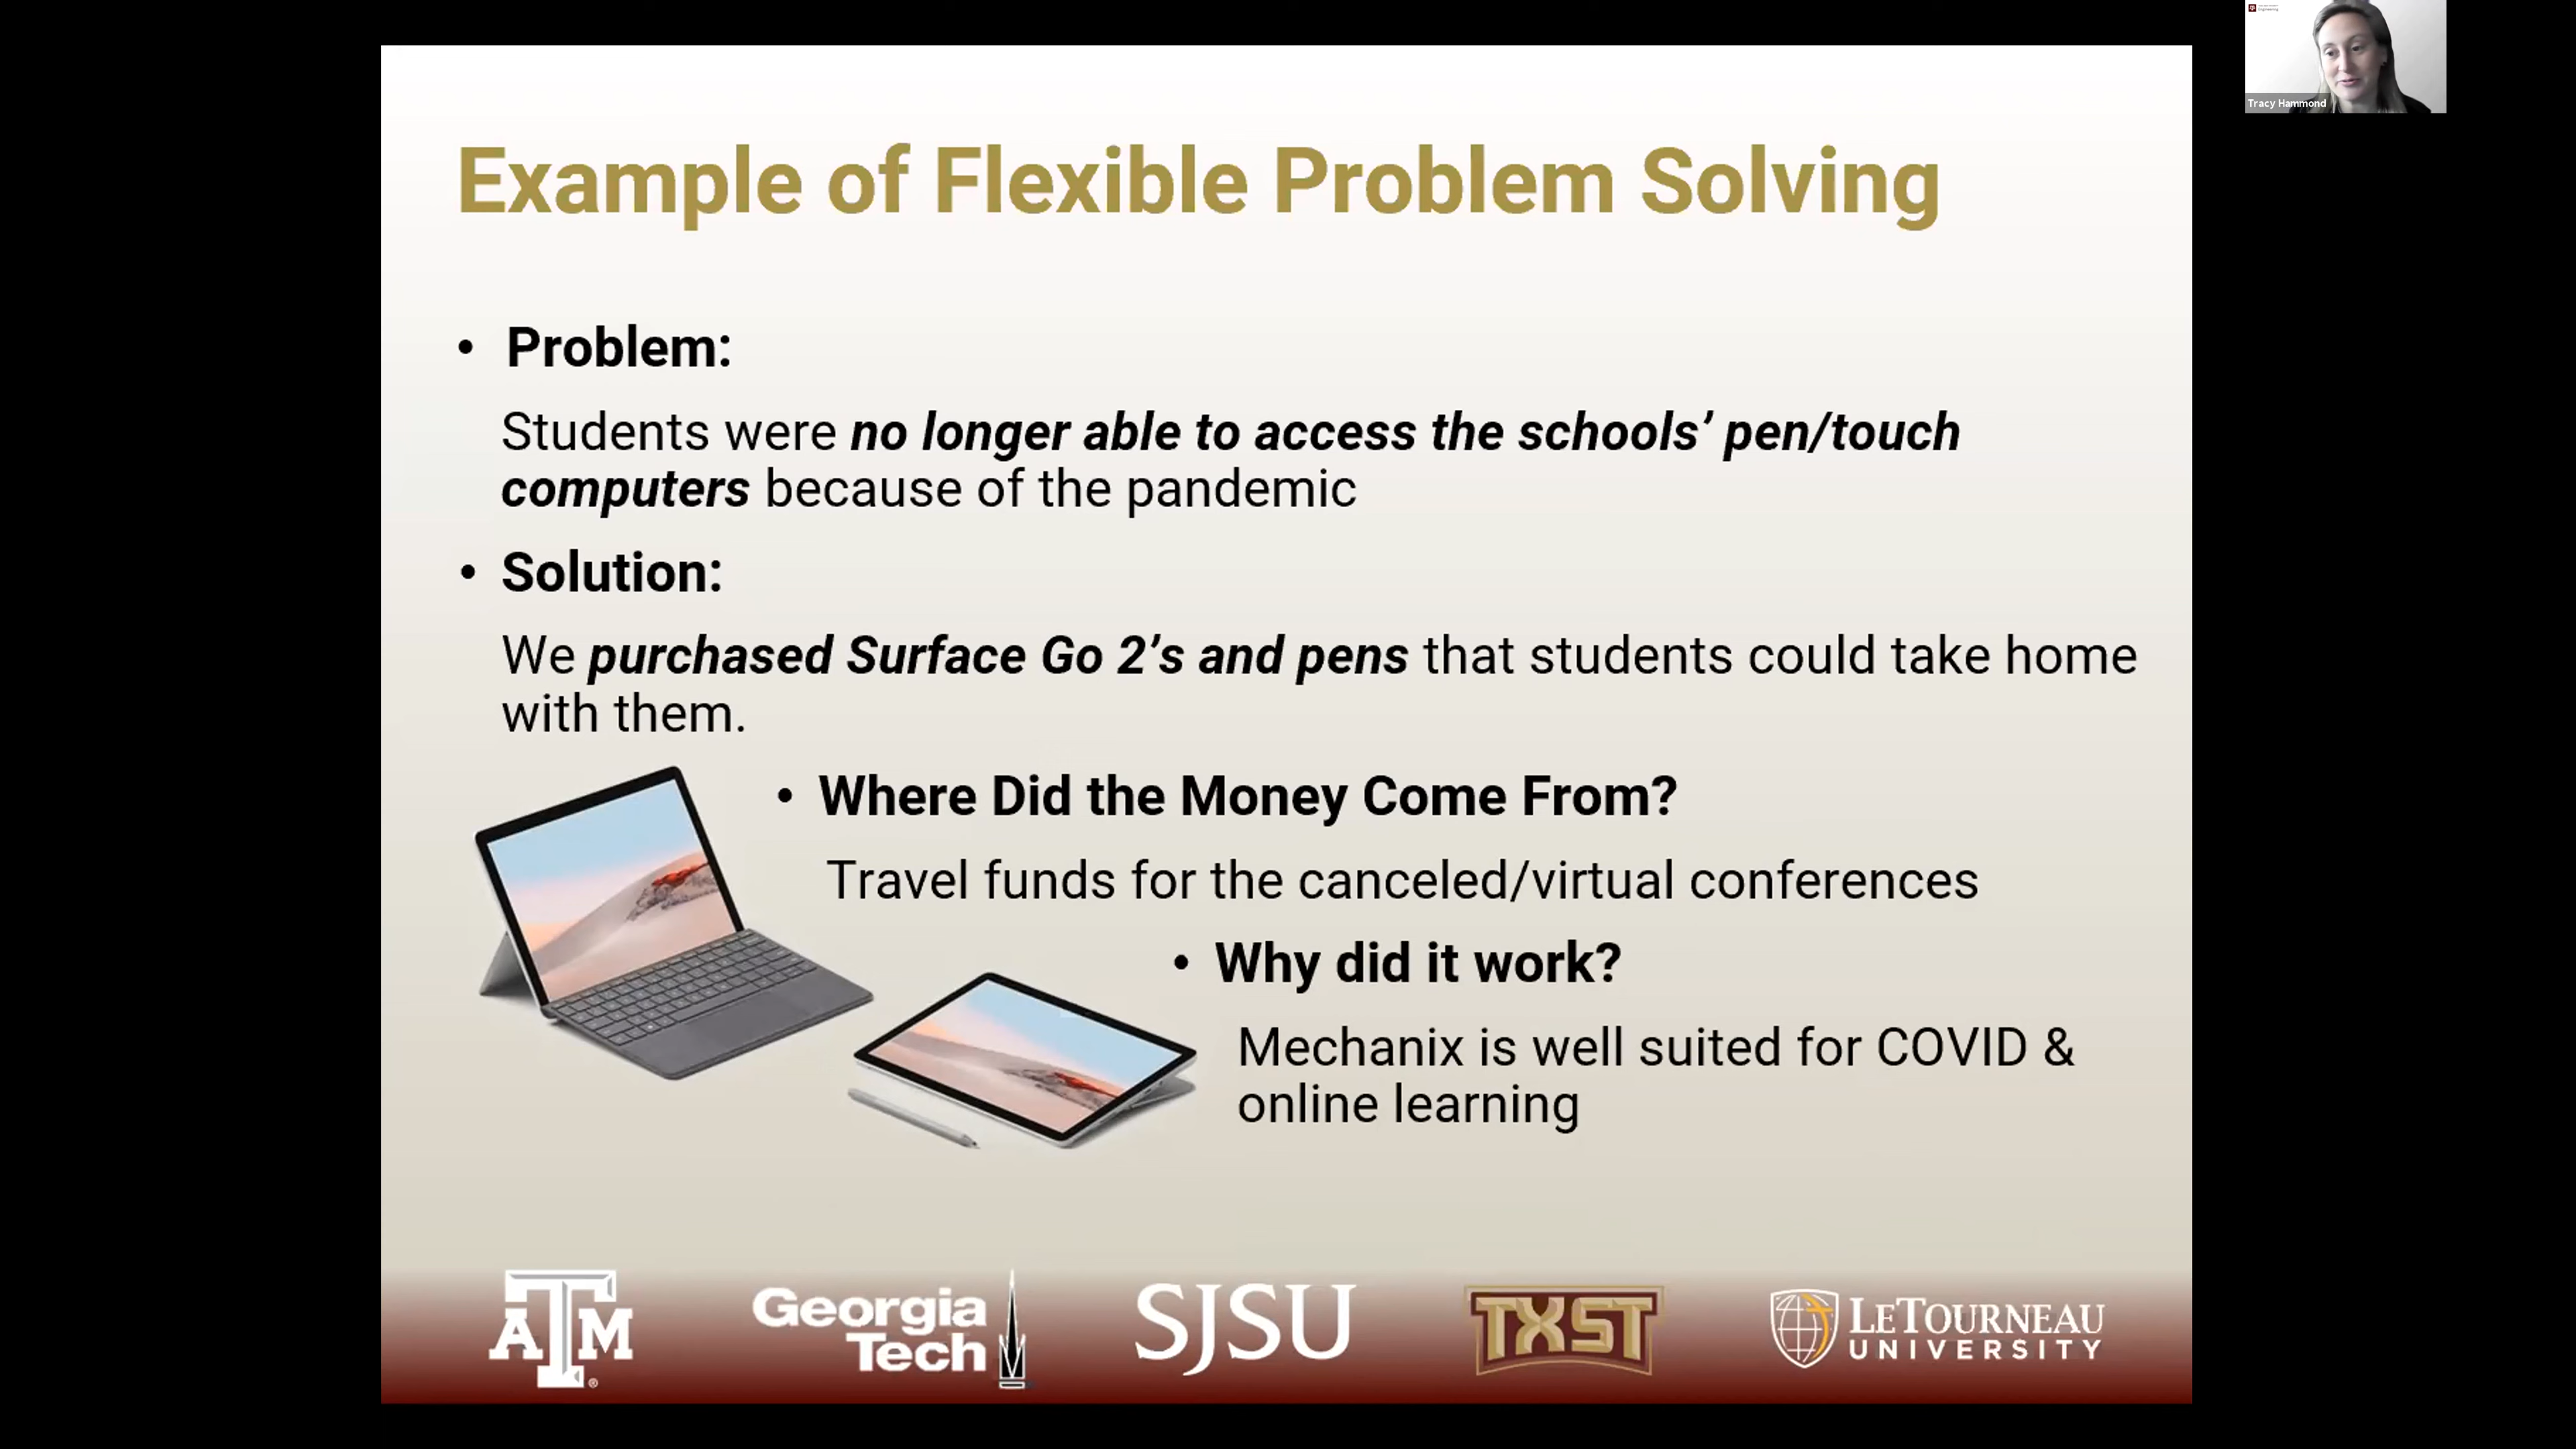 Tracy Hammond
Example of Flexible Problem Solving
• Problem:
Students were no longer able to access the schools’ pen/touch
computers because of the pandemic
• Solution:
We purchased Surface Go 2’s and pens that students could take home
with them.
• Where Did the Money Come From?
Travel funds for the canceled/virtual conferences
• Why did it work?
Mechanix is well suited for COVID &
online learning
ATM®
Georgia
Tech
SJSU
TXST
LETOURNEAU
UNIVERSITY